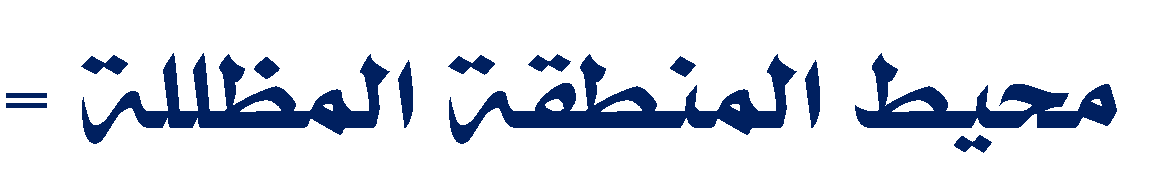 محيط المنطقة المظللة =